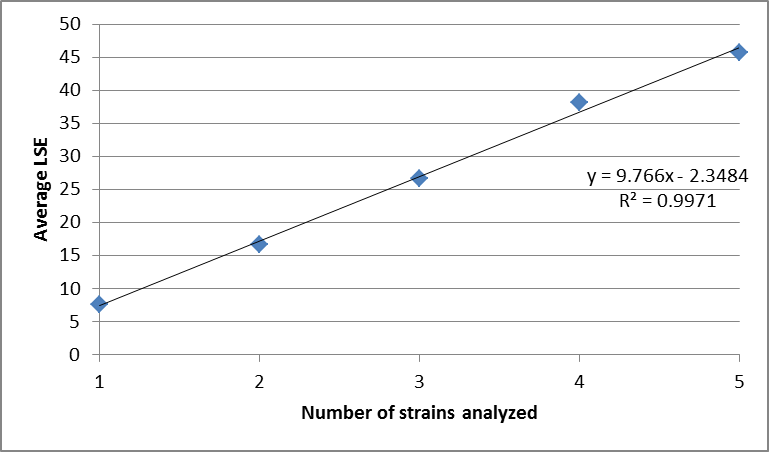 50
45
40
35
30
25
20
15
10
5
0
Average LSE
y = 9.766x - 2.3484
R² = 0.9971
1 2 3 4 5
Number of strains analyzed